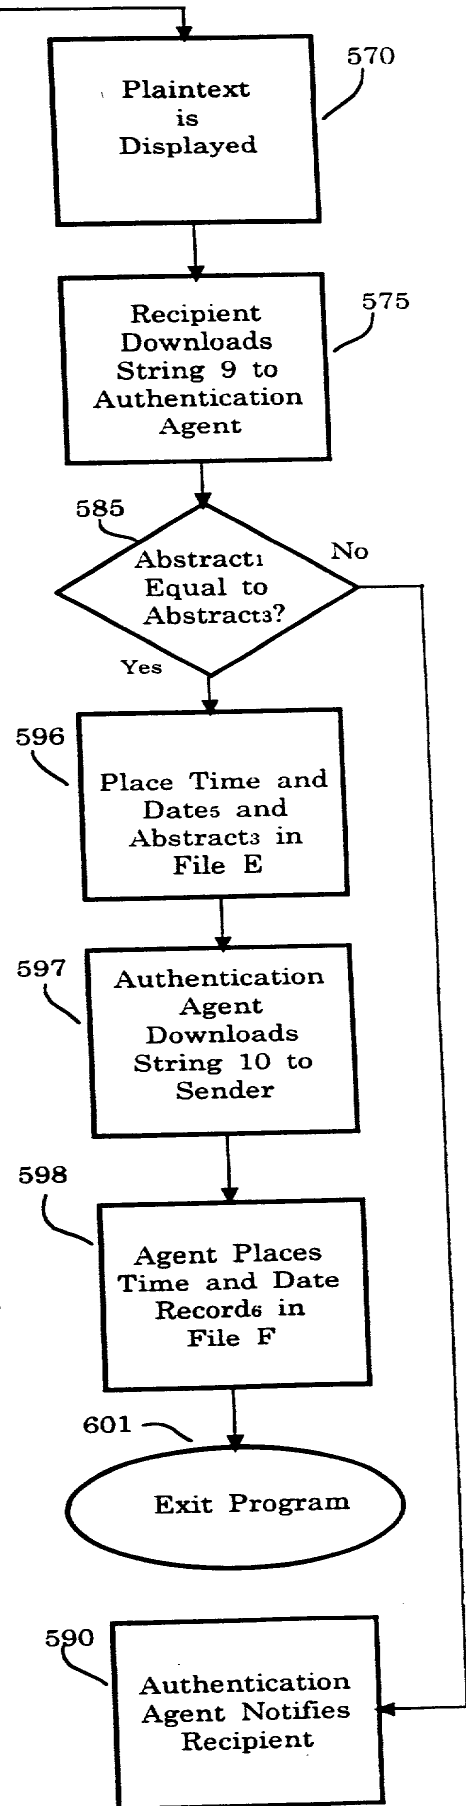 570
Plaintext
is
Displayed
575
Recipient
Downloads
String 9 to
Authentication
Agent
585
Abstract₁
Equal to
Abstract₃?
No
Yes
596
Place Time and
Date₅ and
Abstract₃ in
File E
597
Authentication
Agent
Downloads
String 10 to
Sender
598
Agent Places
Time and Date
Record₆ in
File F
601
Exit Program
590
Authentication
Agent Notifies
Recipient